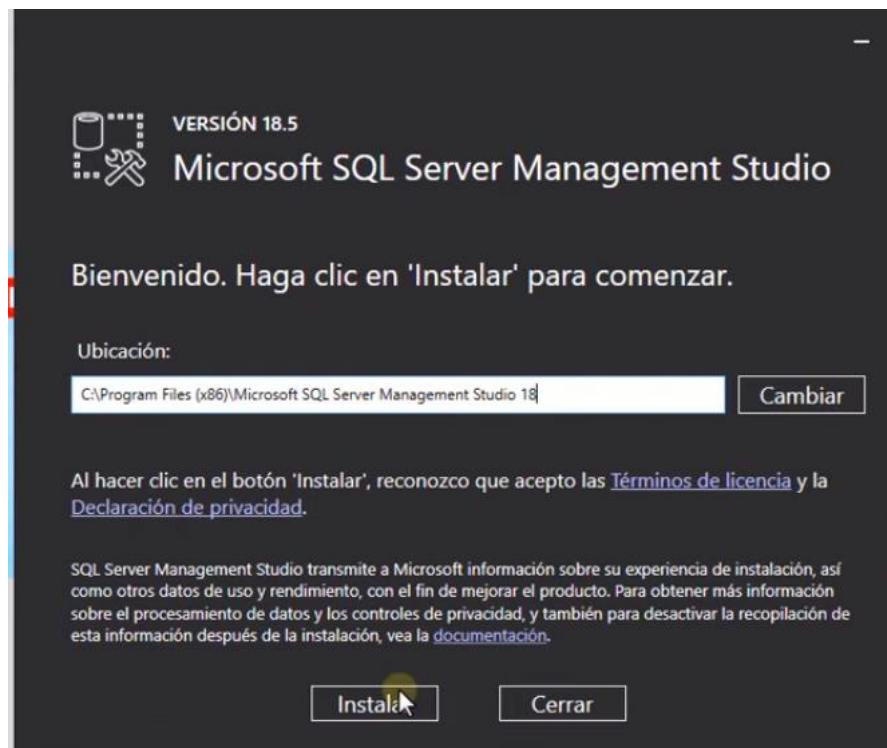 VERSIÓN 18.5
Microsoft SQL Server Management Studio
Bienvenido. Haga clic en 'Instalar' para comenzar.
Ubicación:
C:\Program Files (x86)\Microsoft SQL Server Management Studio 18
Cambiar
Al hacer clic en el botón 'Instalar', reconozco que acepto las Términos de licencia y la
Declaración de privacidad.
SQL Server Management Studio transmite a Microsoft información sobre su experiencia de instalación, así
como otros datos de uso y rendimiento, con el fin de mejorar el producto. Para obtener más información
sobre el procesamiento de datos y los controles de privacidad, y también para desactivar la recopilación de
esta información después de la instalación, vea la documentación.
Instalar
Cerrar